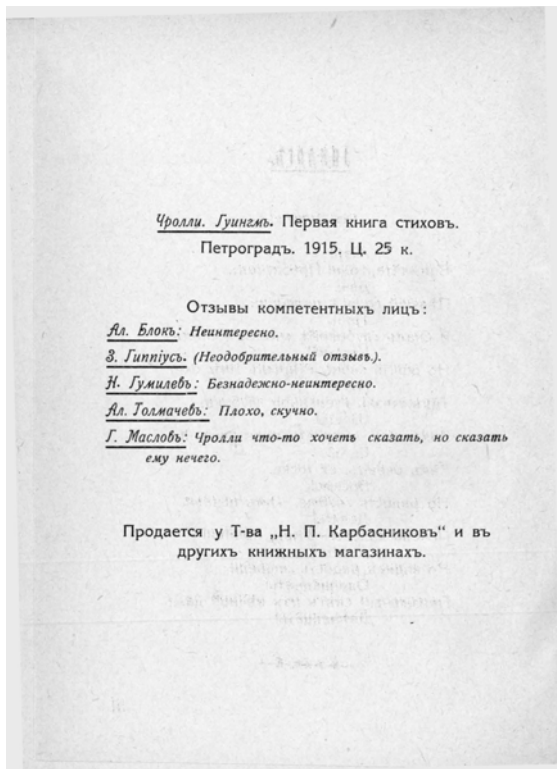 Чролли. Гуингмъ. Первая книга стиховъ.
Петроградъ. 1915. Ц. 25 к.
Отзывы компетентныхъ лицъ:
Ал. Блокъ: Неинтересно.
З. Гиппіусъ. (Неодобрительный отзывъ.).
Н. Гумилевъ: Безнадежно-неинтересно.
Ал. Толмачевъ: Плохо, скучно.
Г. Масловъ: Чролли что-то хочетъ сказать, но сказать
ему нечего.
Продается у Т-ва „Н. П. Карбасниковъ“ и въ
другихъ книжныхъ магазинахъ.